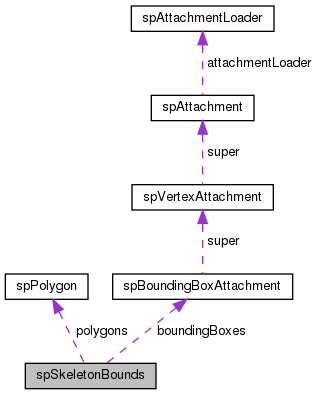 spAttachmentLoader
attachmentLoader
spAttachment
super
spVertexAttachment
super
spPolygon
spBoundingBoxAttachment
polygons
boundingBoxes
spSkeletonBounds